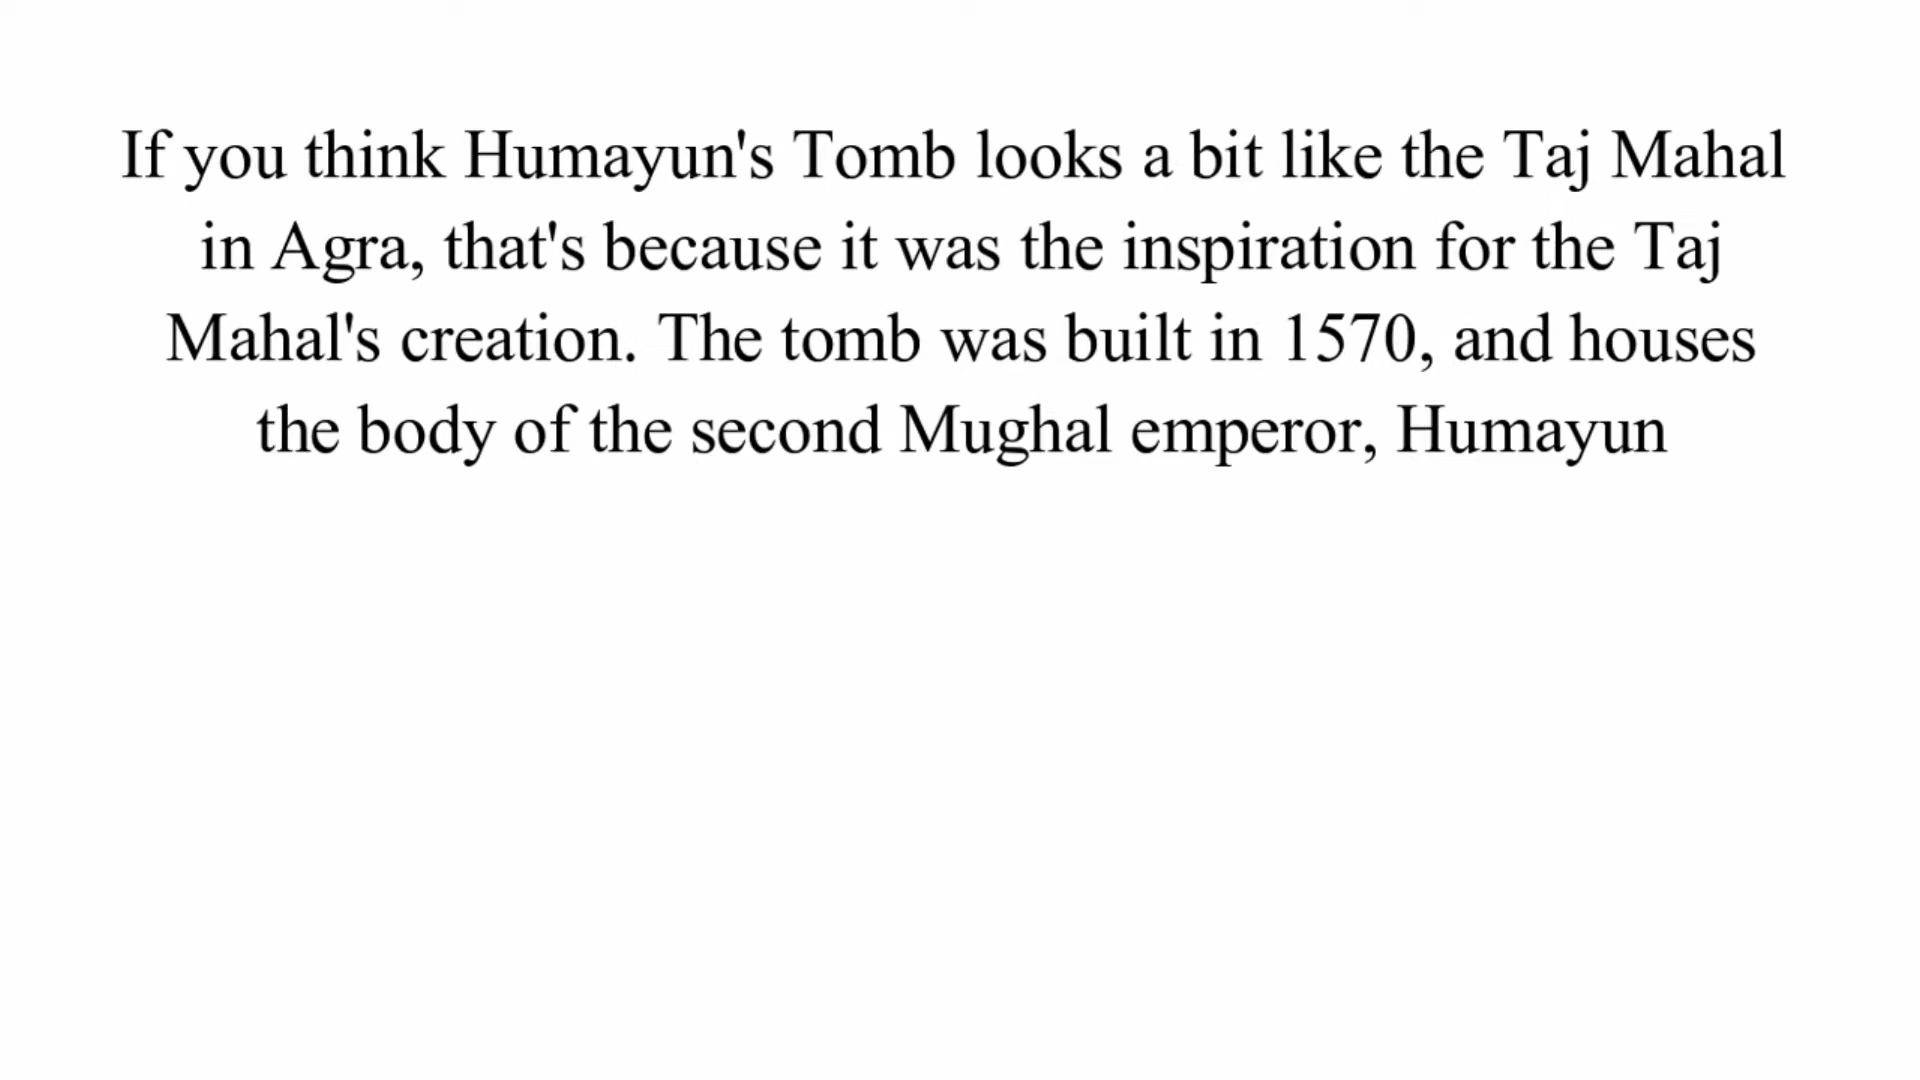 If you think Humayun's Tomb looks a bit like the Taj Mahal
in Agra, that's because it was the inspiration for the Taj
Mahal's creation. The tomb was built in 1570, and houses
the body of the second Mughal emperor, Humayun